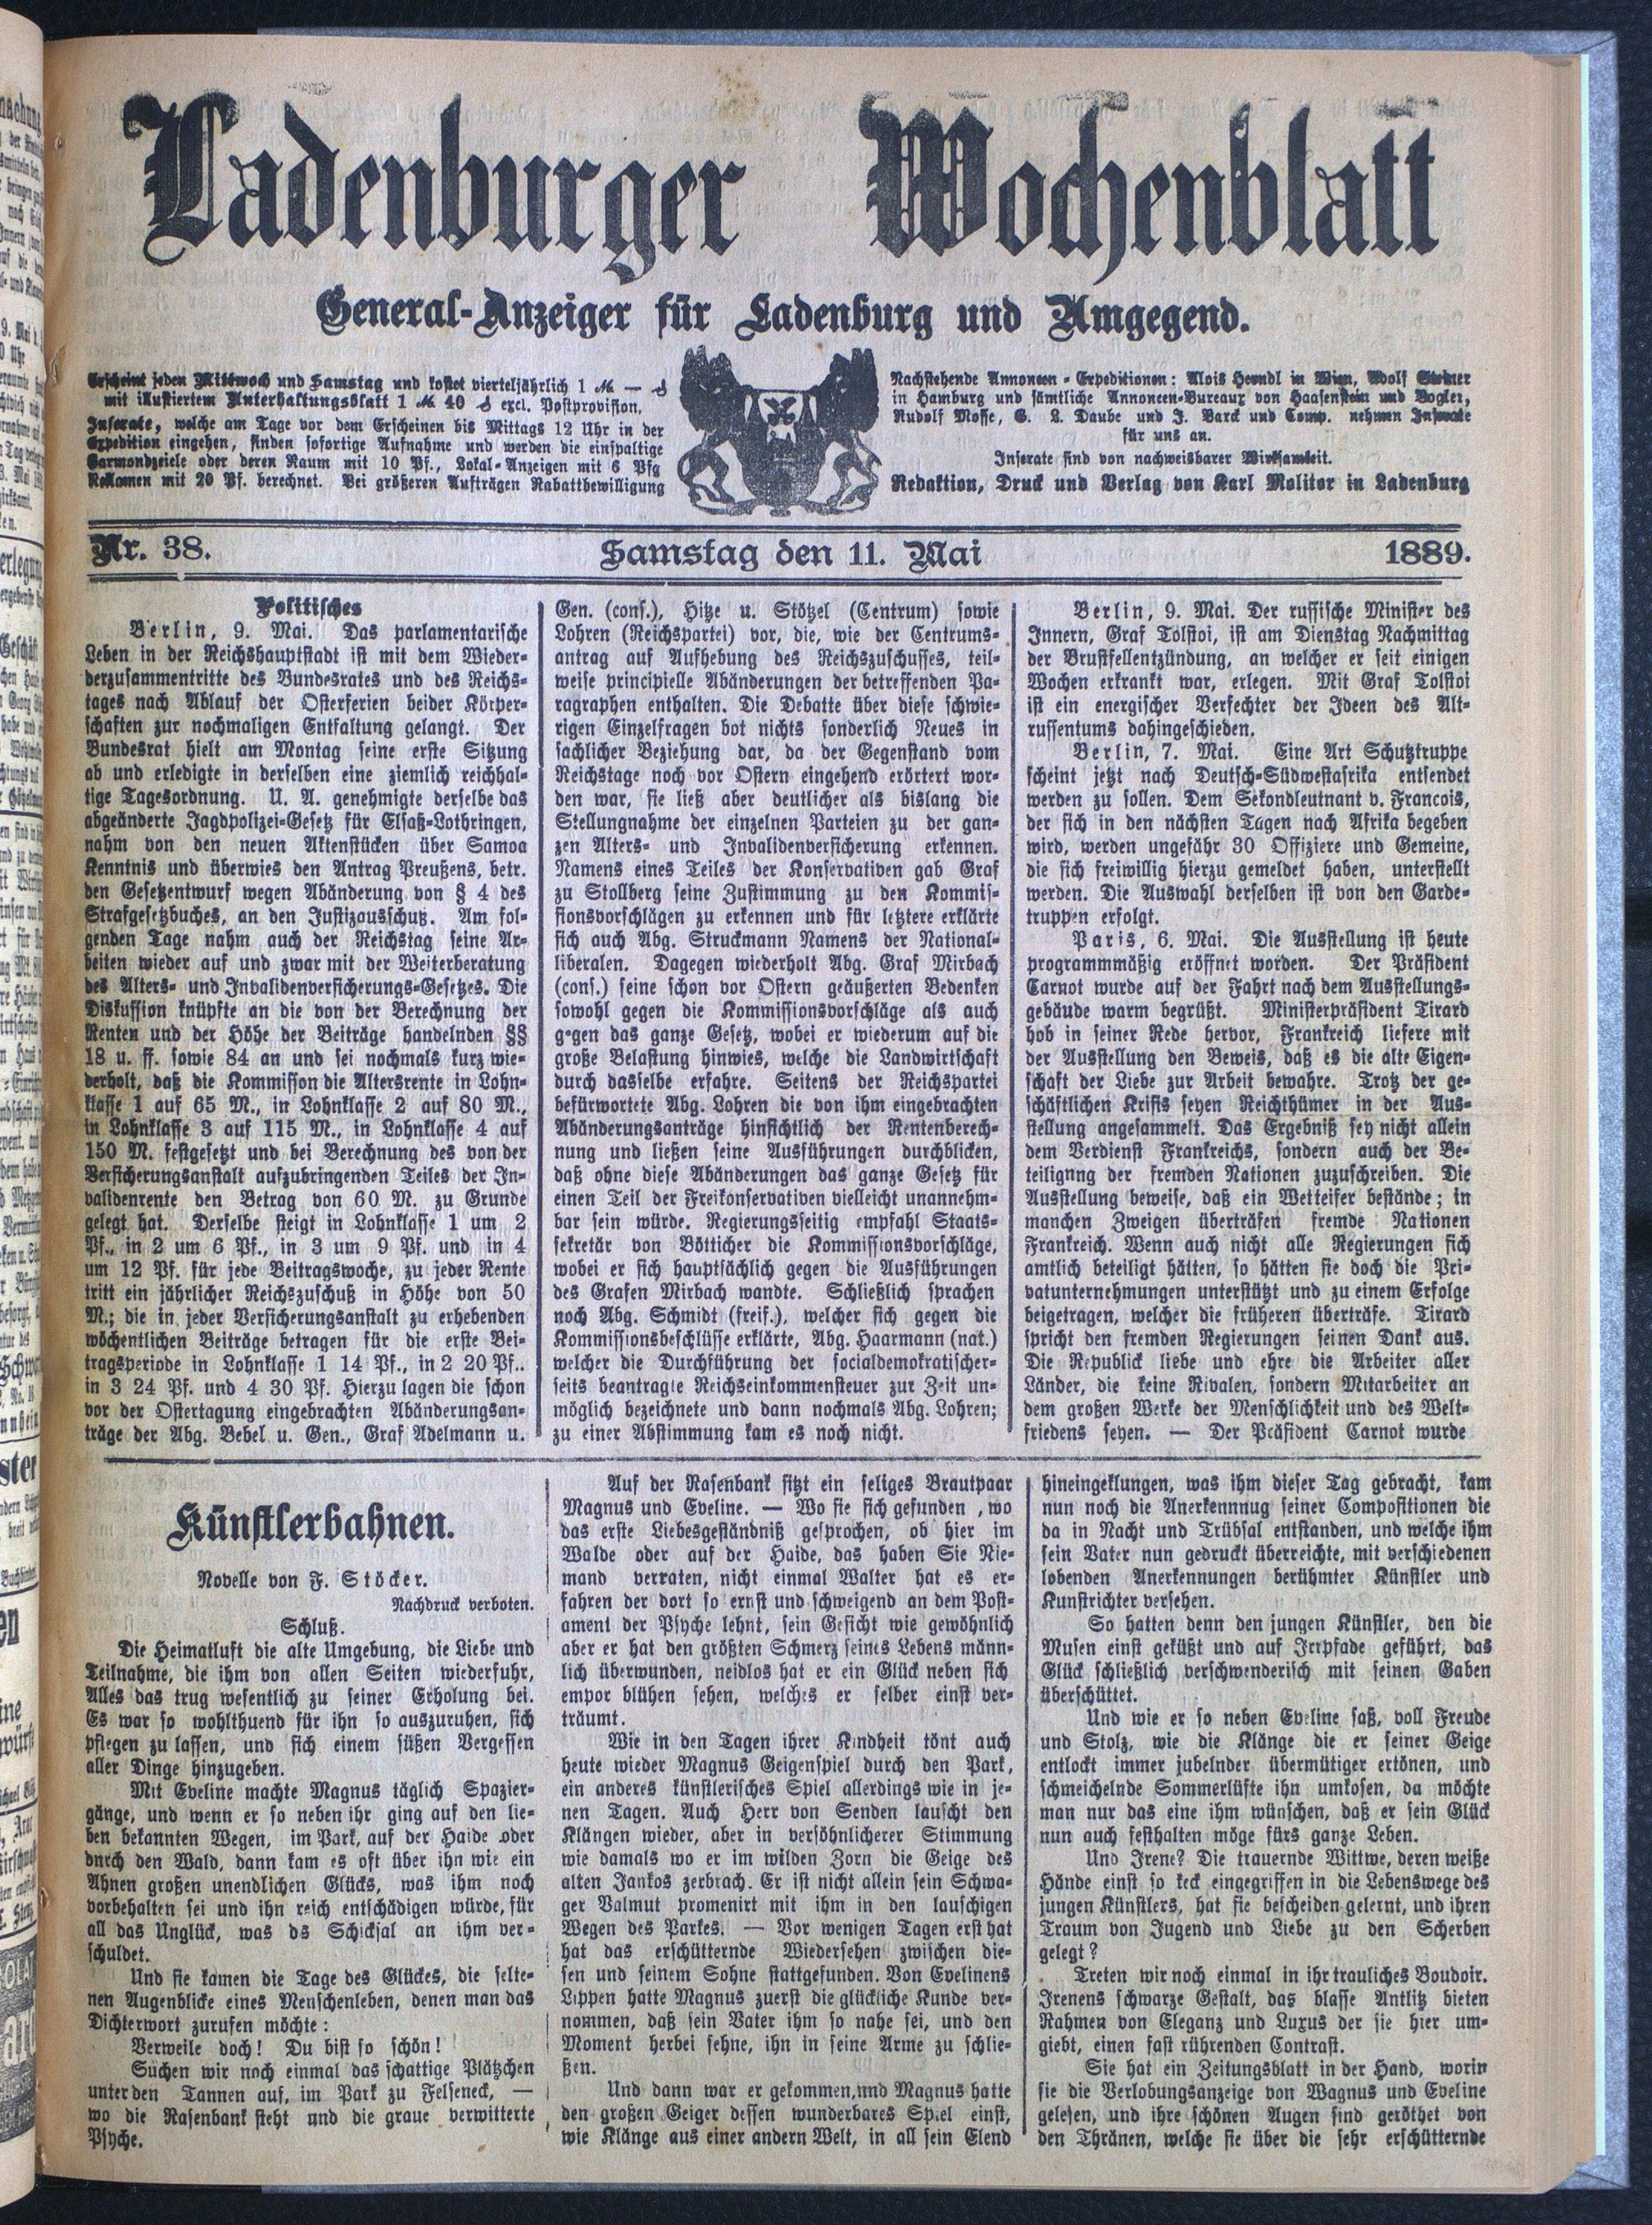 Ladenburger Wochenblatt
General-Anzeiger für Ladenburg und Umgegend.
Erscheint jeden Mittwoch und Samstag und kostet vierteljährlich 1 ℳ — ₰
mit illustriertem Unterhaltungsblatt 1 ℳ 40 ₰ excl. Postprovision.
Inserate, welche am Tage vor dem Erscheinen bis Mittags 12 Uhr in der
Expedition eingehen, finden sofortige Aufnahme und werden die einspaltige
Garmondzeile oder deren Raum mit 10 Pf., Lokal-Anzeigen mit 6 Pfg
Reklamen mit 20 Pf. berechnet. Bei größeren Aufträgen Rabattbewilligung
Nachstehende Annoncen-Expeditionen: Alois Herndl in Wien, Adolf Steiner
in Hamburg und sämtliche Annoncen-Bureaux von Haasenstein und Vogler,
Rudolf Mosse, G. L. Daube und J. Barck und Comp. nehmen Inserate
für uns an.
Inserate sind von nachweisbarer Wirksamkeit.
Redaktion, Druck und Verlag von Karl Molitor in Ladenburg
Nr. 38.
Samstag den 11. Mai
1889.
Politisches
Berlin, 9. Mai. Das parlamentarische
Leben in der Reichshauptstadt ist mit dem Wieder-
derzusammentritte des Bundesrates und des Reichs-
tages nach Ablauf der Osterferien beider Körper-
schaften zur nochmaligen Entfaltung gelangt. Der
Bundesrat hielt am Montag seine erste Sitzung
ab und erledigte in derselben eine ziemlich reichhal-
tige Tagesordnung. U. A. genehmigte derselbe das
abgeänderte Jagdpolizei-Gesetz für Elsaß-Lothringen,
nahm von den neuen Aktenstücken über Samoa
Kenntnis und überwies den Antrag Preußens, betr.
den Gesetzentwurf wegen Abänderung von § 4 des
Strafgesetzbuches, an den Justizausschuß. Am fol-
genden Tage nahm auch der Reichstag seine Ar-
beiten wieder auf und zwar mit der Weiterberatung
des Alters- und Invalidenversicherungs-Gesetzes. Die
Diskussion knüpfte an die von der Berechnung der
Renten und der Höhe der Beiträge handelnden §§
18 u. ff. sowie 84 an und sei nochmals kurz wie-
derholt, daß die Kommisson die Altersrente in Lohn-
klasse 1 auf 65 M., in Lohnklasse 2 auf 80 M.,
in Lohnklasse 3 auf 115 M., in Lohnklasse 4 auf
150 M. festgesetzt und bei Berechnung des von der
Versicherungsanstalt aufzubringenden Teiles der In-
validenrente den Betrag von 60 M. zu Grunde
gelegt hat. Derselbe steigt in Lohnklasse 1 um 2
Pf., in 2 um 6 Pf., in 3 um 9 Pf. und in 4
um 12 Pf. für jede Beitragswoche, zu jeder Rente
tritt ein jährlicher Reichszuschuß in Höhe von 50
M.; die in jeder Versicherungsanstalt zu erhebenden
wöchentlichen Beiträge betragen für die erste Bei-
tragsperiode in Lohnklasse 1 14 Pf., in 2 20 Pf..
in 3 24 Pf. und 4 30 Pf. Hierzu lagen die schon
vor der Ostertagung eingebrachten Abänderungsan-
träge der Abg. Bebel u. Gen., Graf Adelmann u.
Gen. (cons.), Hitze u. Stötzel (Centrum) sowie
Lohren (Reichspartei) vor, die, wie der Centrums-
antrag auf Aufhebung des Reichszuschusses, teil-
weise principielle Abänderungen der betreffenden Pa-
ragraphen enthalten. Die Debatte über diese schwie-
rigen Einzelfragen bot nichts sonderlich Neues in
sachlicher Beziehung dar, da der Gegenstand vom
Reichstage noch vor Ostern eingehend erörtert wor-
den war, sie ließ aber deutlicher als bislang die
Stellungnahme der einzelnen Parteien zu der gan-
zen Alters- und Invalidenversicherung erkennen.
Namens eines Teiles der Konservativen gab Graf
zu Stollberg seine Zustimmung zu den Kommis-
sionsvorschlägen zu erkennen und für letztere erklärte
sich auch Abg. Struckmann Namens der National-
liberalen. Dagegen wiederholt Abg. Graf Mirbach
(cons.) seine schon vor Ostern geäußerten Bedenken
sowohl gegen die Kommissionsvorschläge als auch
gegen das ganze Gesetz, wobei er wiederum auf die
große Belastung hinwies, welche die Landwirtschaft
durch dasselbe erfahre. Seitens der Reichspartei
befürwortete Abg. Lohren die von ihm eingebrachten
Abänderungsanträge hinsichtlich der Rentenberech-
nung und ließen seine Ausführungen durchblicken,
daß ohne diese Abänderungen das ganze Gesetz für
einen Teil der Freikonservativen vielleicht unannehm-
bar sein würde. Regierungsseitig empfahl Staats-
sekretär von Bötticher die Kommissionsvorschläge,
wobei er sich hauptsächlich gegen die Ausführungen
des Grafen Mirbach wandte. Schließlich sprachen
noch Abg. Schmidt (freis.), welcher sich gegen die
Kommissionsbeschlüsse erklärte, Abg. Haarmann (nat.)
welcher die Durchführung der socialdemokratischer-
seits beantragte Reichseinkommensteuer zur Zeit un-
möglich bezeichnete und dann nochmals Abg. Lohren;
zu einer Abstimmung kam es noch nicht.
Berlin, 9. Mai. Der russische Minister des
Innern, Graf Tolstoi, ist am Dienstag Nachmittag
der Brustfellentzündung, an welcher er seit einigen
Wochen erkrankt war, erlegen. Mit Graf Tolstoi
ist ein energischer Verfechter der Ideen des Alt-
russentums dahingeschieden.
Berlin, 7. Mai. Eine Art Schutztruppe
scheint jetzt nach Deutsch-Südwestafrika entsendet
werden zu sollen. Dem Sekondleutnant v. Francois,
der sich in den nächsten Tagen nach Afrika begeben
wird, werden ungefähr 30 Offiziere und Gemeine,
die sich freiwillig hierzu gemeldet haben, unterstellt
werden. Die Auswahl derselben ist von den Garde-
truppen erfolgt.
Paris, 6. Mai. Die Ausstellung ist heute
programmmäßig eröffnet worden. Der Präsident
Carnot wurde auf der Fahrt nach dem Ausstellungs-
gebäude warm begrüßt. Ministerpräsident Tirard
hob in seiner Rede hervor, Frankreich liefere mit
der Ausstellung den Beweis, daß es die alte Eigen-
schaft der Liebe zur Arbeit bewahre. Trotz der ge-
schäftlichen Krisis seyen Reichthümer in der Aus-
stellung angesammelt. Das Ergebniß sey nicht allein
dem Verdienst Frankreichs, sondern auch der Be-
teiligung der fremden Nationen zuzuschreiben. Die
Ausstellung beweise, daß ein Wetteifer bestände; in
manchen Zweigen überträfen fremde Nationen
Frankreich. Wenn auch nicht alle Regierungen sich
amtlich beteiligt hälten, so hätten sie doch die Pri-
vatunternehmungen unterstützt und zu einem Erfolge
beigetragen, welcher die früheren überträfe. Tirard
spricht den fremden Regierungen seinen Dank aus.
Die Republick liebe und ehre die Arbeiter aller
Länder, die keine Rivalen, sondern Mitarbeiter an
dem großen Werke der Menschlichkeit und des Welt-
friedens seyen. — Der Präsident Carnot wurde
Künstlerbahnen.
Novelle von F. Stöcker.
Nachdruck verboten.
Schluß.
Die Heimatluft die alte Umgebung, die Liebe und
Teilnahme, die ihm von allen Seiten wiederfuhr,
Alles das trug wesentlich zu seiner Erholung bei.
Es war so wohlthuend für ihn so auszuruhen, sich
pflegen zu lassen, und sich einem süßen Vergessen
aller Dinge hinzugeben.
Mit Eveline machte Magnus täglich Spazier-
gänge, und wenn er so neben ihr ging auf den lie-
ben bekannten Wegen, im Park, auf der Haide oder
dnrch den Wald, dann kam es oft über ihn wie ein
Ahnen großen unendlichen Glücks, was ihm noch
vorbehalten sei und ihn reich entschädigen würde, für
all das Unglück, was ds Schicksal an ihm ver-
schuldet.
Und sie kamen die Tage des Glückes, die selte-
nen Augenblicke eines Menschenleben, denen man das
Dichterwort zurufen möchte:
Verweile doch! Du bist so schön!
Suchen wir noch einmal das schattige Plätzchen
unter den Tannen auf, im Park zu Felseneck, —
wo die Rasenbank steht und die graue verwitterte
Psyche.
Auf der Rasenbank sitzt ein seliges Brautpaar
Magnus und Eveline. — Wo sie sich gefunden, wo
das erste Liebesgeständniß gesprochen, ob hier im
Walde oder auf der Haide, das haben Sie Nie-
mand verraten, nicht einmal Walter hat es er-
fahren der dort so ernst und schweigend an dem Post-
ament der Psyche lehnt, sein Gesicht wie gewöhnlich
aber er hat den größten Schmerz seines Lebens männ-
lich überwunden, neidlos hat er ein Glück neben sich
empor blühen sehen, welches er selber einst ver-
träumt.
Wie in den Tagen ihrer Kindheit tönt auch
heute wieder Magnus Geigenspiel durch den Park,
ein anderes künstlerisches Spiel allerdings wie in je-
nen Tagen. Auch Herr von Senden lauscht den
Klängen wieder, aber in versöhnlicherer Stimmung
wie damals wo er im wilden Zorn die Geige des
alten Jankos zerbrach. Er ist nicht allein sein Schwa-
ger Valmut promenirt mit ihm in den lauschigen
Wegen des Parkes. — Vor wenigen Tagen erst hat
hat das erschütternde Wiedersehen zwischen die-
sen und seinem Sohne stattgefunden. Von Evelinens
Lippen hatte Magnus zuerst die glückliche Kunde ver-
nommen, daß sein Vater ihm so nahe sei, und den
Moment herbei sehne, ihn in seine Arme zu schlie-
ßen.
Und dann war er gekommen, und Magnus hatte
den großen Geiger dessen wunderbares Spiel einst,
wie Klänge aus einer andern Welt, in all sein Elend
hineingeklungen, was ihm dieser Tag gebracht, kam
nun noch die Anerkennnug seiner Compositionen die
da in Nacht und Trübsal entstanden, und welche ihm
sein Vater nun gedruckt überreichte, mit verschiedenen
lobenden Anerkennungen berühmter Künstler und
Kunstrichter versehen.
So hatten denn den jungen Künstler, den die
Musen einst geküßt und auf Irrpfade geführt, das
Glück schließlich verschwenderisch mit seinen Gaben
überschüttet.
Und wie er so neben Eveline saß, voll Freude
und Stolz, wie die Klänge die er seiner Geige
entlockt immer jubelnder übermütiger ertönen, und
schmeichelnde Sommerlüfte ihn umkosen, da möchte
man nur das eine ihm wünschen, daß er sein Glück
nun auch festhalten möge fürs ganze Leben.
Und Irene? Die trauernde Wittwe, deren weiße
Hände einst so keck eingegriffen in die Lebenswege des
jungen Künstlers, hat sie bescheiden gelernt, und ihren
Traum von Jugend und Liebe zu den Scherben
gelegt?
Treten wir noch einmal in ihr trauliches Boudoir.
Irenens schwarze Gestalt, das blasse Antlitz bieten
Rahmen von Eleganz und Luxus der sie hier um-
giebt, einen fast rührenden Contrast.
Sie hat ein Zeitungsblatt in der Hand, worin
sie die Verlobungsanzeige von Wagnus und Eveline
gelesen, und ihre schönen Augen sind geröthet von
den Thränen, welche sie über die sehr erschütternde